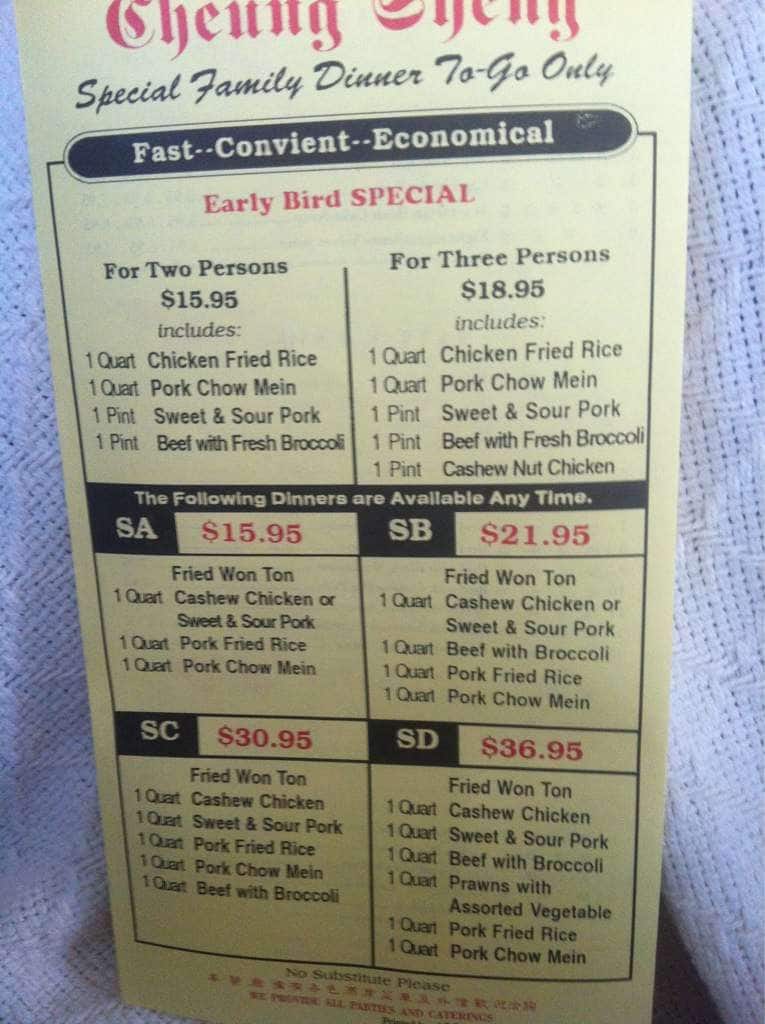 Cheung Sheng
Special Family Dinner To-Go Only
Fast--Convient--Economical
Early Bird SPECIAL
For Two Persons
$15.95
includes:
1 Quart Chicken Fried Rice
1 Quart Pork Chow Mein
1 Pint Sweet & Sour Pork
1 Pint Beef with Fresh Broccoli
For Three Persons
$18.95
includes:
1 Quart Chicken Fried Rice
1 Quart Pork Chow Mein
1 Pint Sweet & Sour Pork
1 Pint Beef with Fresh Broccoli
1 Pint Cashew Nut Chicken
The Following Dinners are Available Any Time.
SA $15.95
Fried Won Ton
1 Quart Cashew Chicken or
Sweet & Sour Pork
1 Quart Pork Fried Rice
1 Quart Pork Chow Mein
SB $21.95
Fried Won Ton
1 Quart Cashew Chicken or
Sweet & Sour Pork
1 Quart Beef with Broccoli
1 Quart Pork Fried Rice
1 Quart Pork Chow Mein
SC $30.95
Fried Won Ton
1 Quart Cashew Chicken
1 Quart Sweet & Sour Pork
1 Quart Pork Fried Rice
1 Quart Pork Chow Mein
1 Quart Beef with Broccoli
SD $36.95
Fried Won Ton
1 Quart Cashew Chicken
1 Quart Sweet & Sour Pork
1 Quart Beef with Broccoli
1 Quart Prawns with
Assorted Vegetable
1 Quart Pork Fried Rice
1 Quart Pork Chow Mein
No Substitute Please
WE PROVIDE ALL PARTIES AND CATERINGS